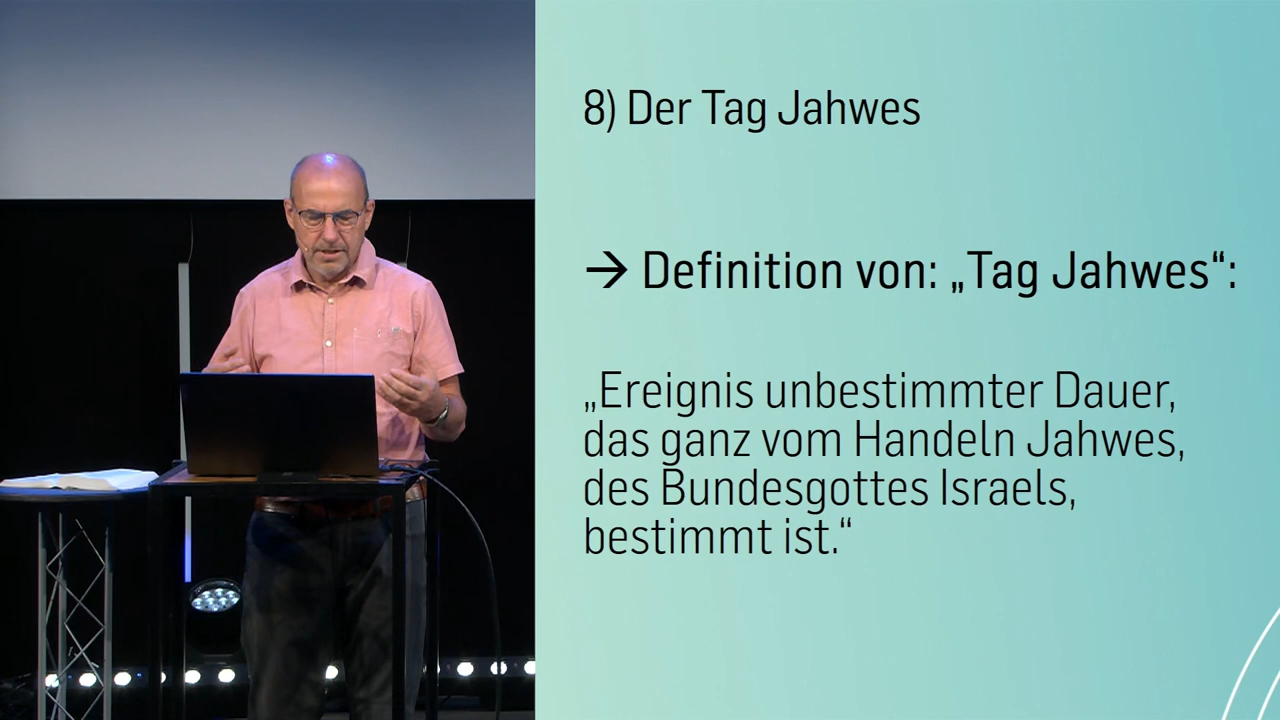 8) Der Tag Jahwes
→ Definition von: „Tag Jahwes“:
„Ereignis unbestimmter Dauer,
das ganz vom Handeln Jahwes,
des Bundesgottes Israels,
bestimmt ist.“